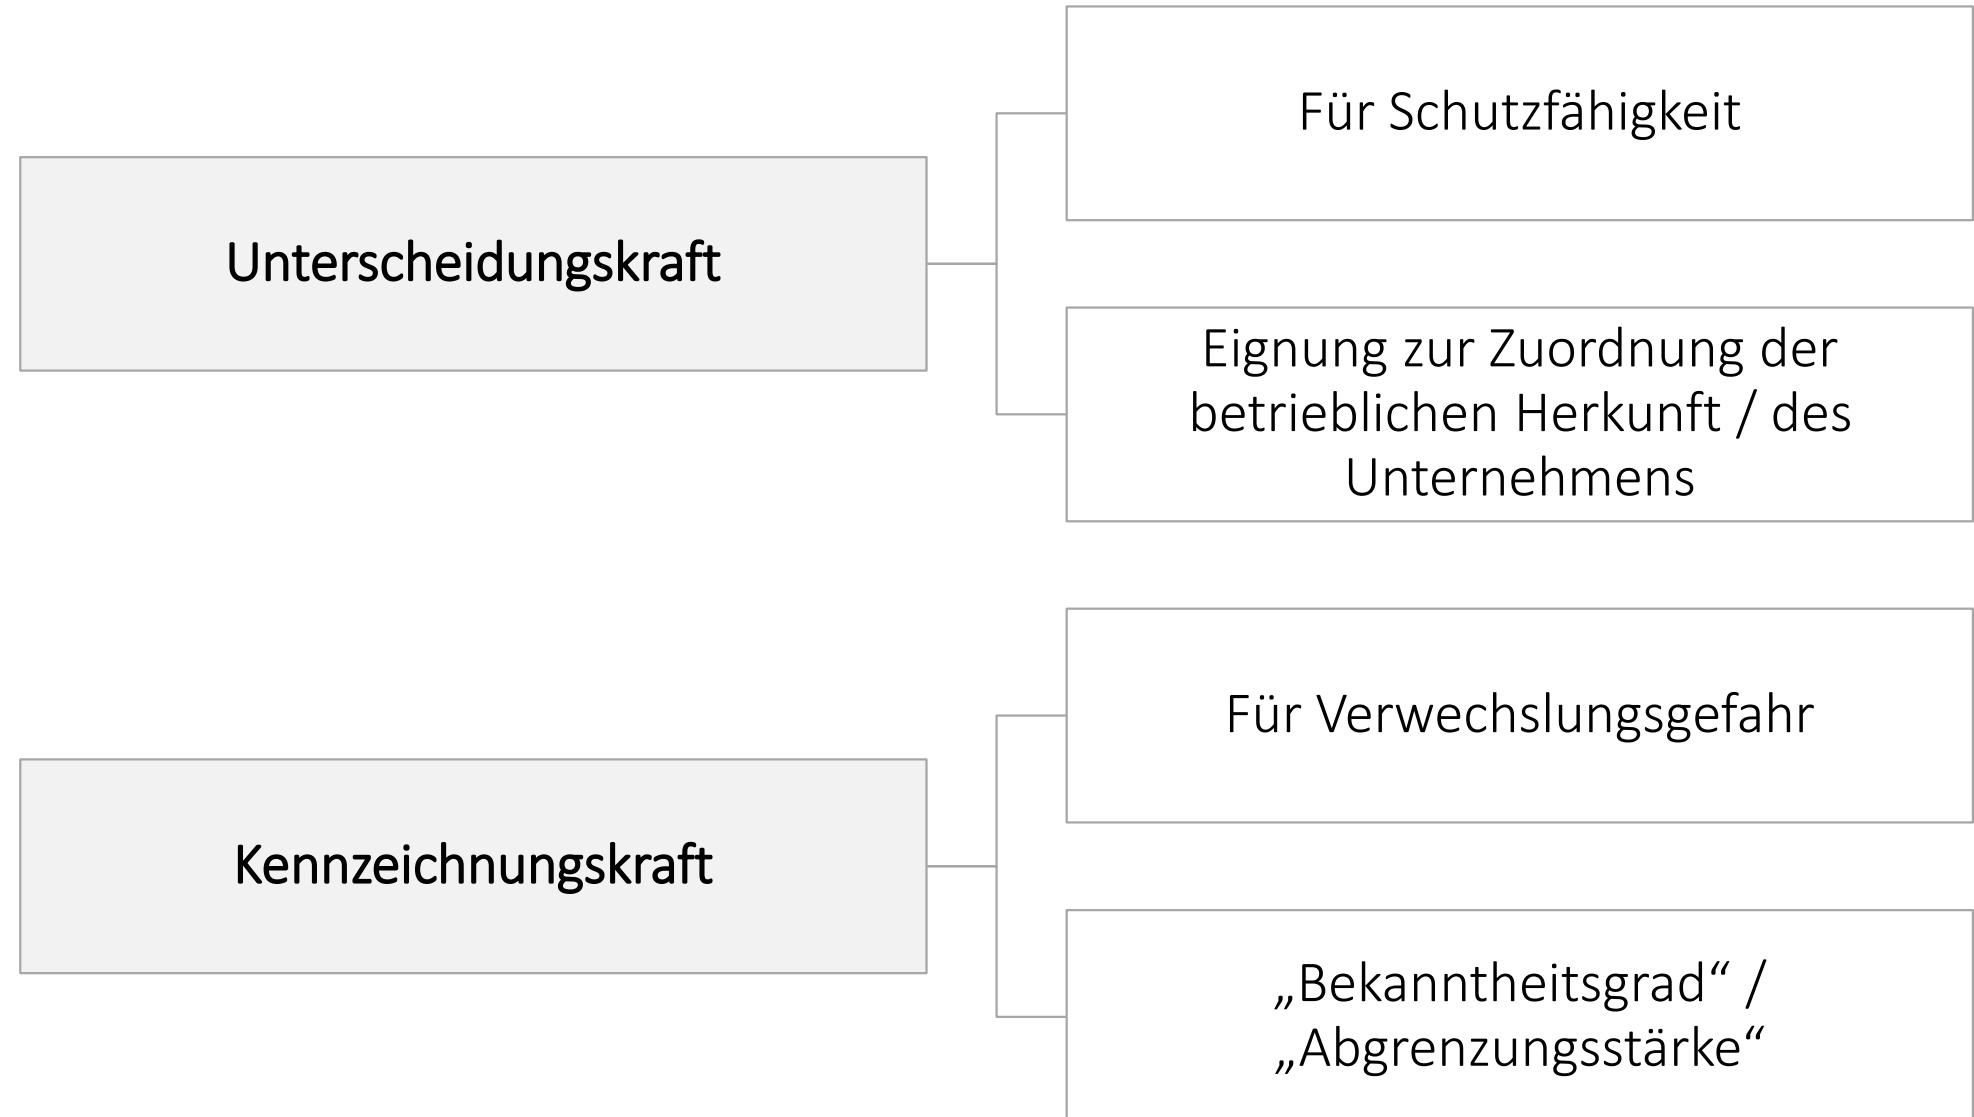 Unterscheidungskraft
Für Schutzfähigkeit
Eignung zur Zuordnung der
betrieblichen Herkunft / des
Unternehmens
Kennzeichnungskraft
Für Verwechslungsgefahr
„Bekanntheitsgrad“ /
„Abgrenzungsstärke“